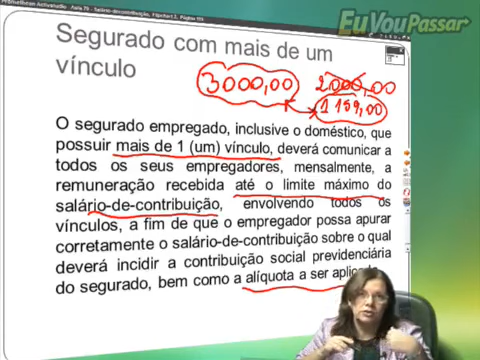 EuVouPassar
Segurado com mais de um
vínculo
3000,00 2000,00
1159,00
O segurado empregado, inclusive o doméstico, que
possuir mais de 1 (um) vínculo, deverá comunicar a
todos os seus empregadores, mensalmente, a
remuneração recebida até o limite máximo do
salário-de-contribuição, envolvendo todos os
vínculos, a fim de que o empregador possa apurar
corretamente o salário-de-contribuição sobre o qual
deverá incidir a contribuição social previdenciária
do segurado, bem como a alíquota a ser